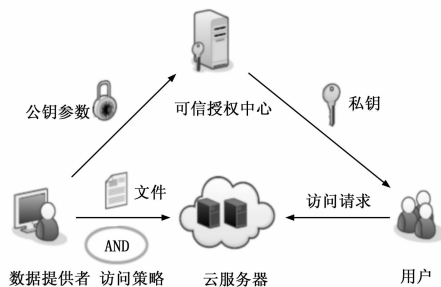 公钥参数
可信授权中心
私钥
文件
访问请求
AND
数据提供者
访问策略
云服务器
用户